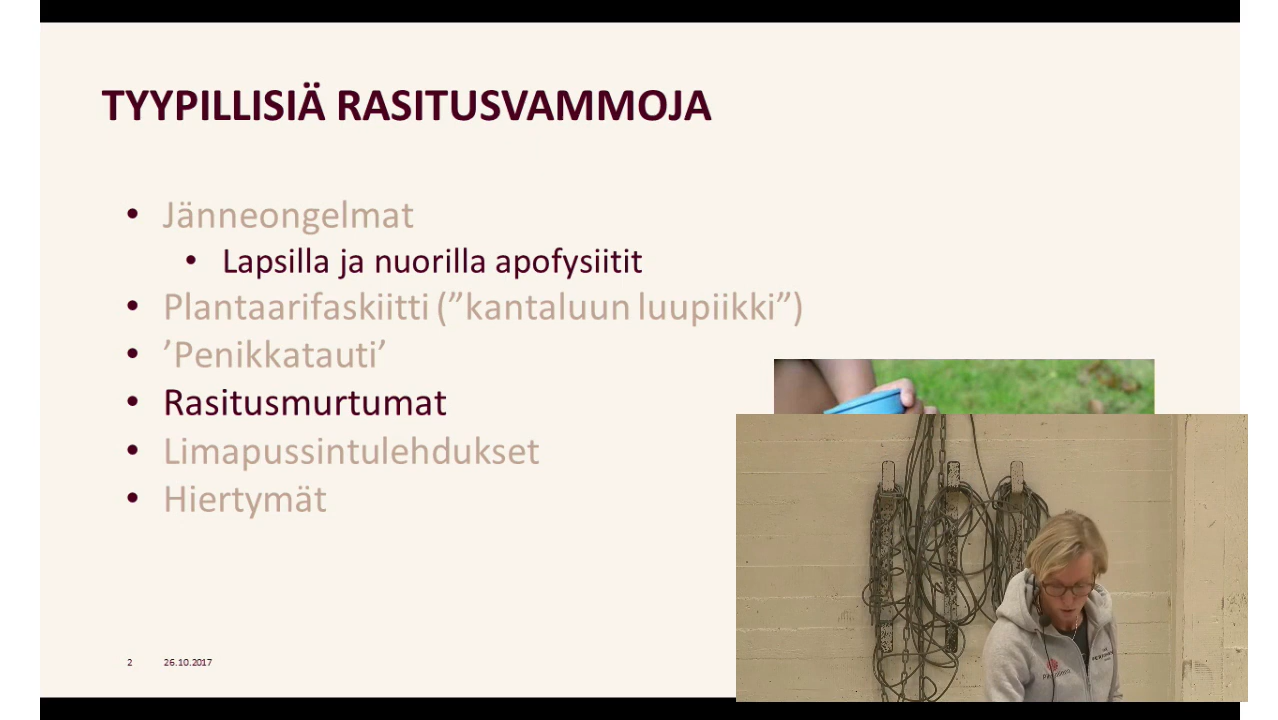 TYYPILLISIÄ RASITUSVAMMOJA
• Jänneongelmat
• Lapsilla ja nuorilla apofysiitit
• Plantaarifaskiitti (”kantaluun luupiikki”)
• ’Penikkatauti’
• Rasitusmurtumat
• Limapussintulehdukset
• Hiertymät
2 26.10.2017